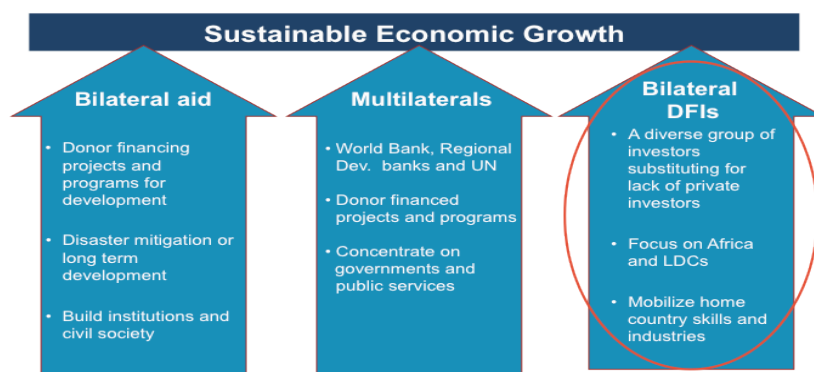 Sustainable Economic Growth
Bilateral aid
• Donor financing
projects and
programs for
development
• Disaster mitigation or
long term
development
• Build institutions and
civil society
Multilaterals
• World Bank, Regional
Dev. banks and UN
• Donor financed
projects and programs
• Concentrate on
governments and
public services
Bilateral
DFIs
• A diverse group of
investors
substituting for
lack of private
investors
• Focus on Africa
and LDCs
• Mobilize home
country skills and
industries